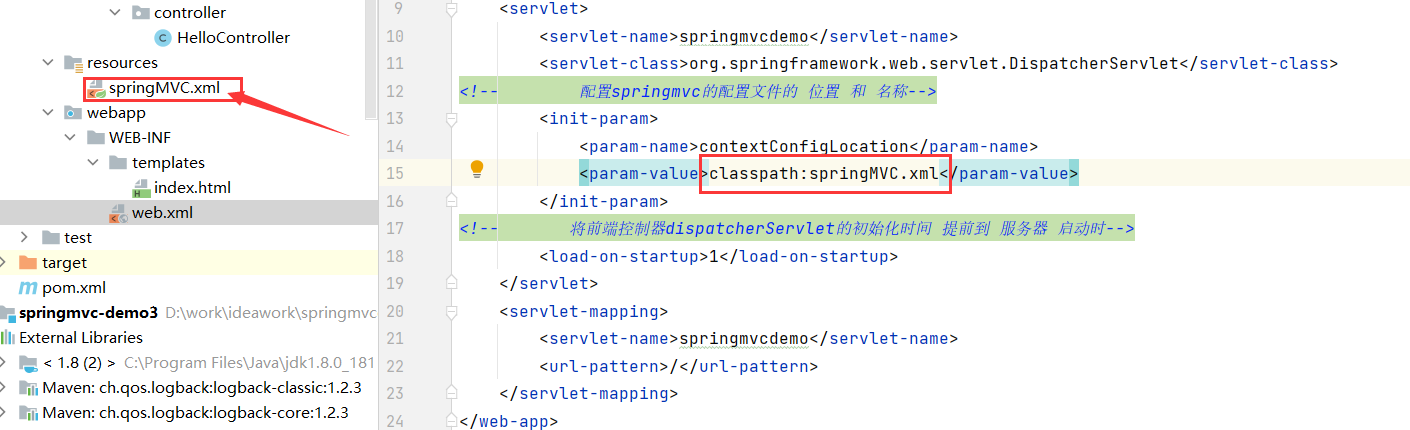 controller
HelloController
resources
springMVC.xml
webapp
WEB-INF
templates
index.html
web.xml
test
target
pom.xml
springmvc-demo3 D:\work\ideawork\springmvc
External Libraries
< 1.8 (2) > C:\Program Files\Java\jdk1.8.0_181
Maven: ch.qos.logback:logback-classic:1.2.3
Maven: ch.qos.logback:logback-core:1.2.3
9 <servlet>
10 <servlet-name>springmvcdemo</servlet-name>
11 <servlet-class>org.springframework.web.servlet.DispatcherServlet</servlet-class>
12 <!-- 配置springmvc的配置文件的 位置 和 名称-->
13 <init-param>
14 <param-name>contextConfigLocation</param-name>
15 <param-value>classpath:springMVC.xml</param-value>
16 </init-param>
17 <!-- 将前端控制器dispatcherServlet的初始化时间 提前到 服务器 启动时-->
18 <load-on-startup>1</load-on-startup>
19 </servlet>
20 <servlet-mapping>
21 <servlet-name>springmvcdemo</servlet-name>
22 <url-pattern>/</url-pattern>
23 </servlet-mapping>
24 </web-app>